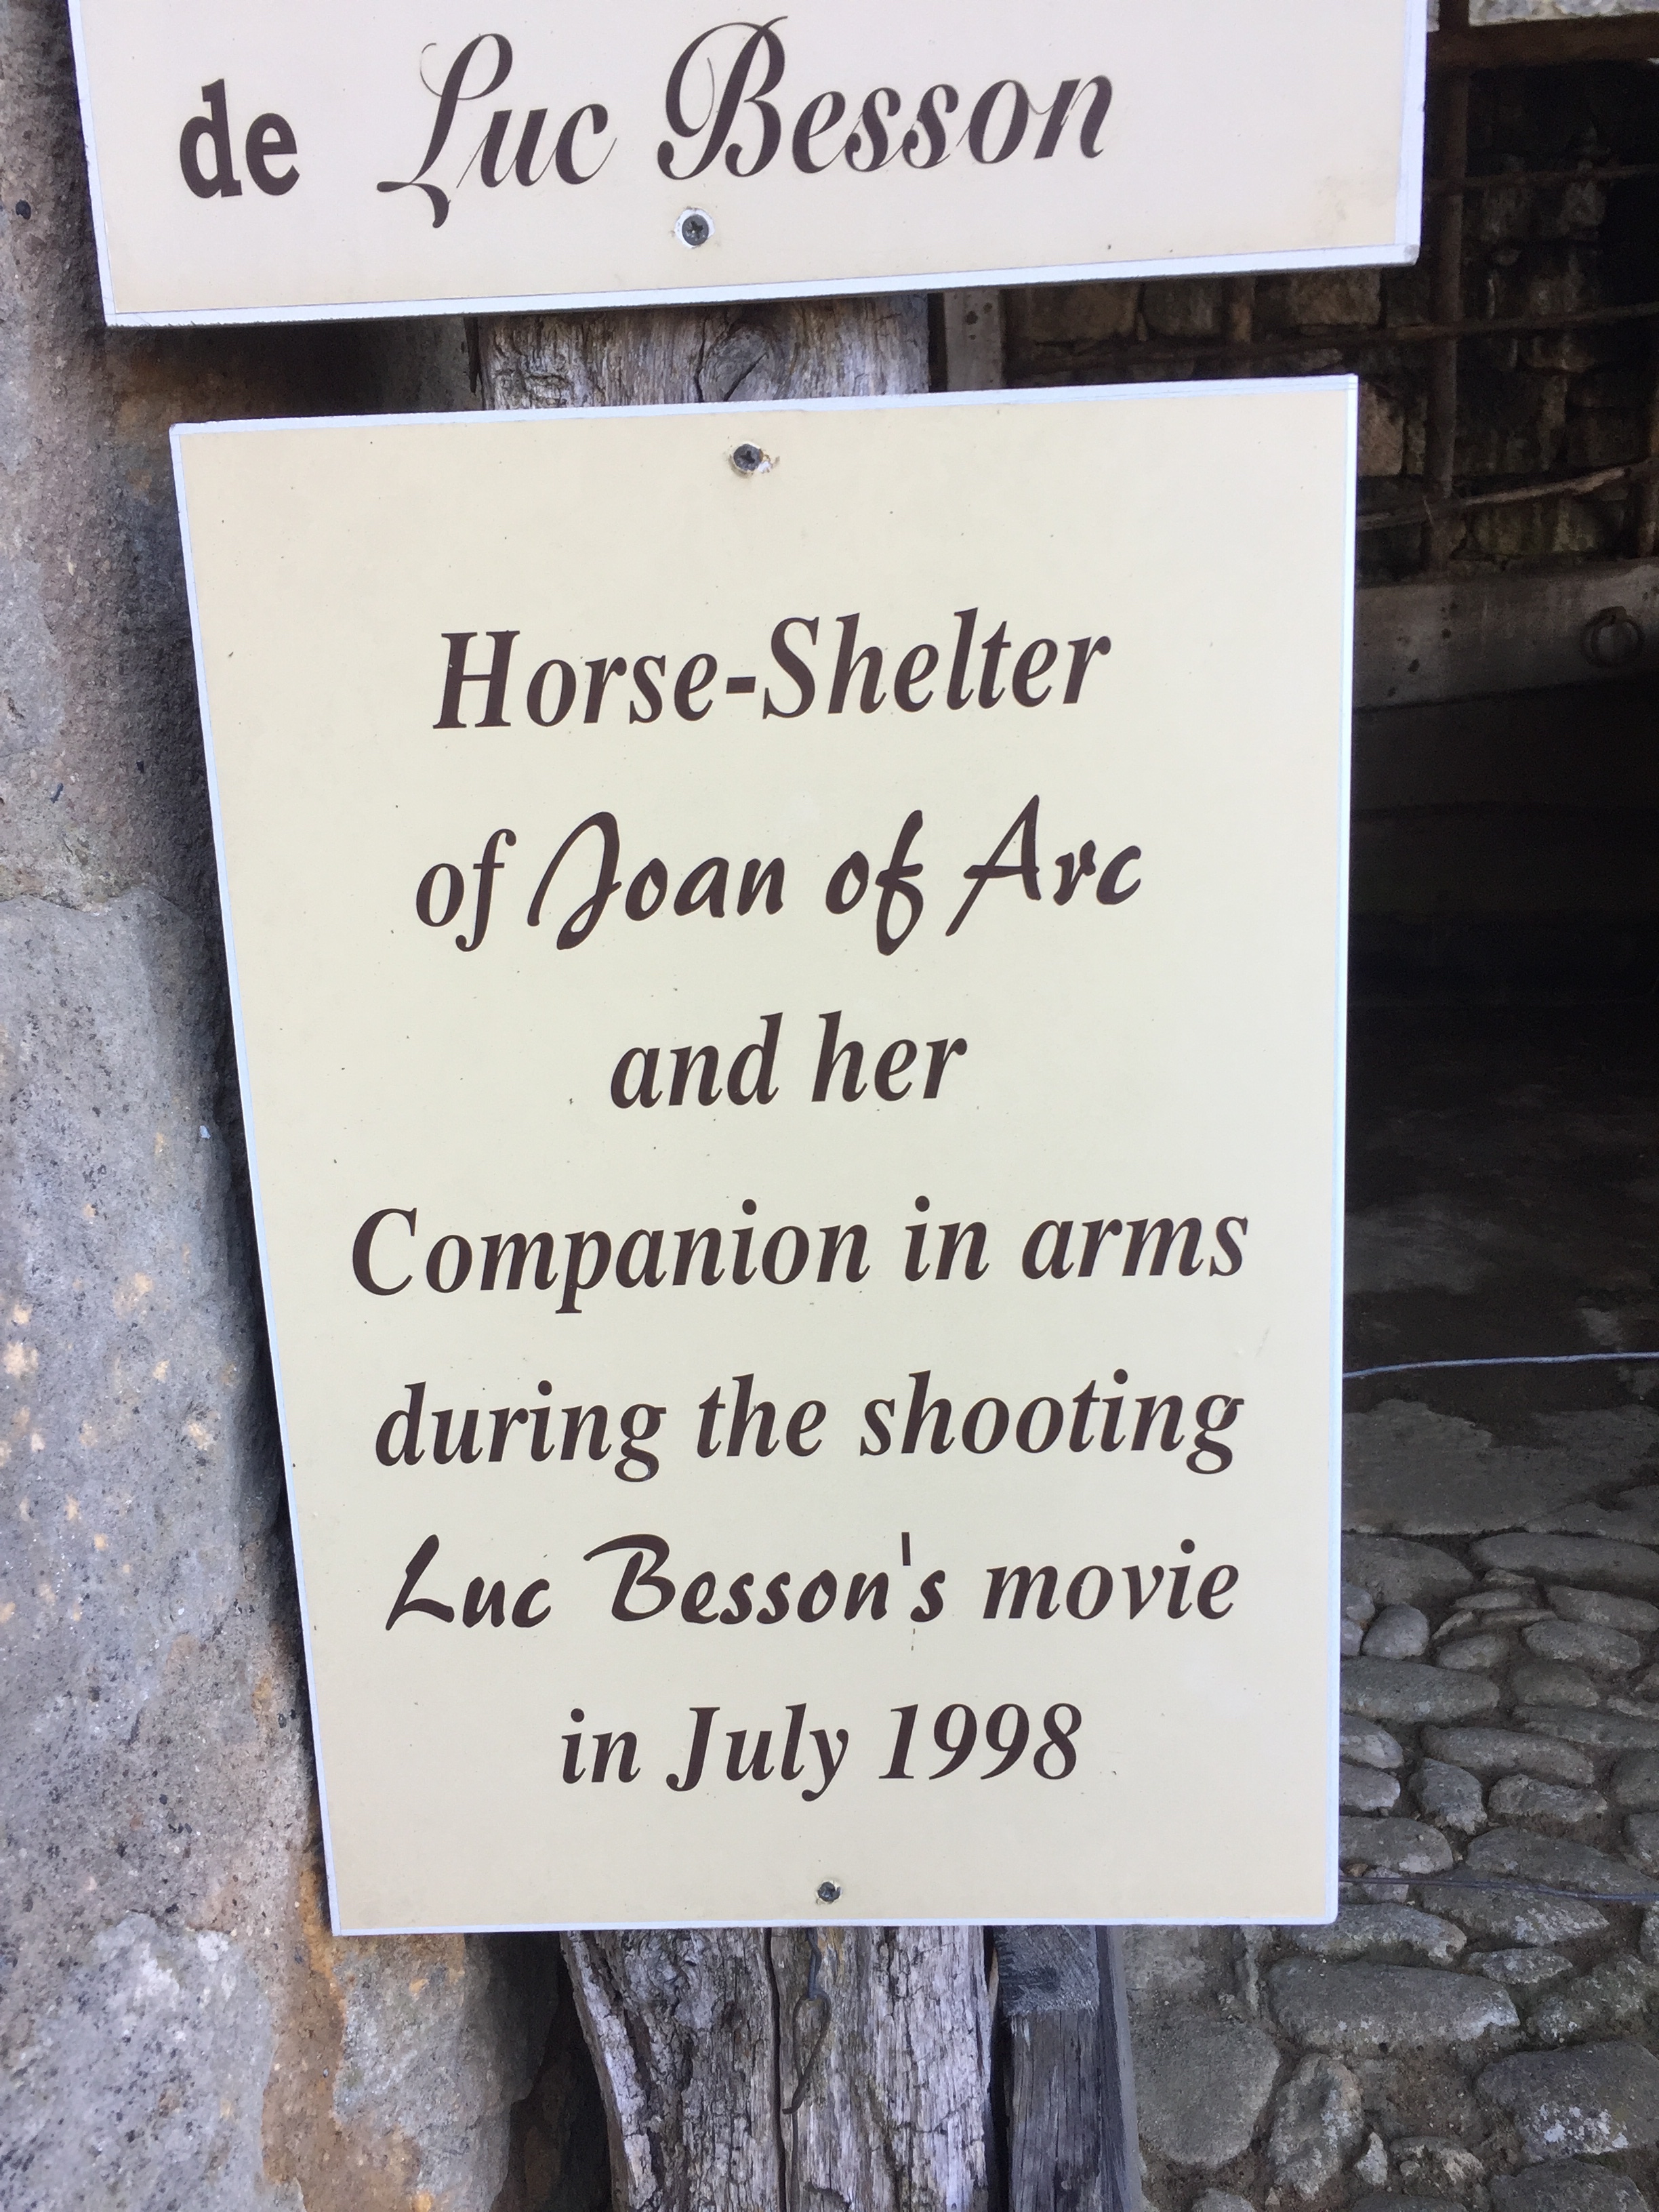 de Luc Besson
Horse-Shelter
of Joan of Arc
and her
Companion in arms
during the shooting
Luc Besson's movie
in July 1998